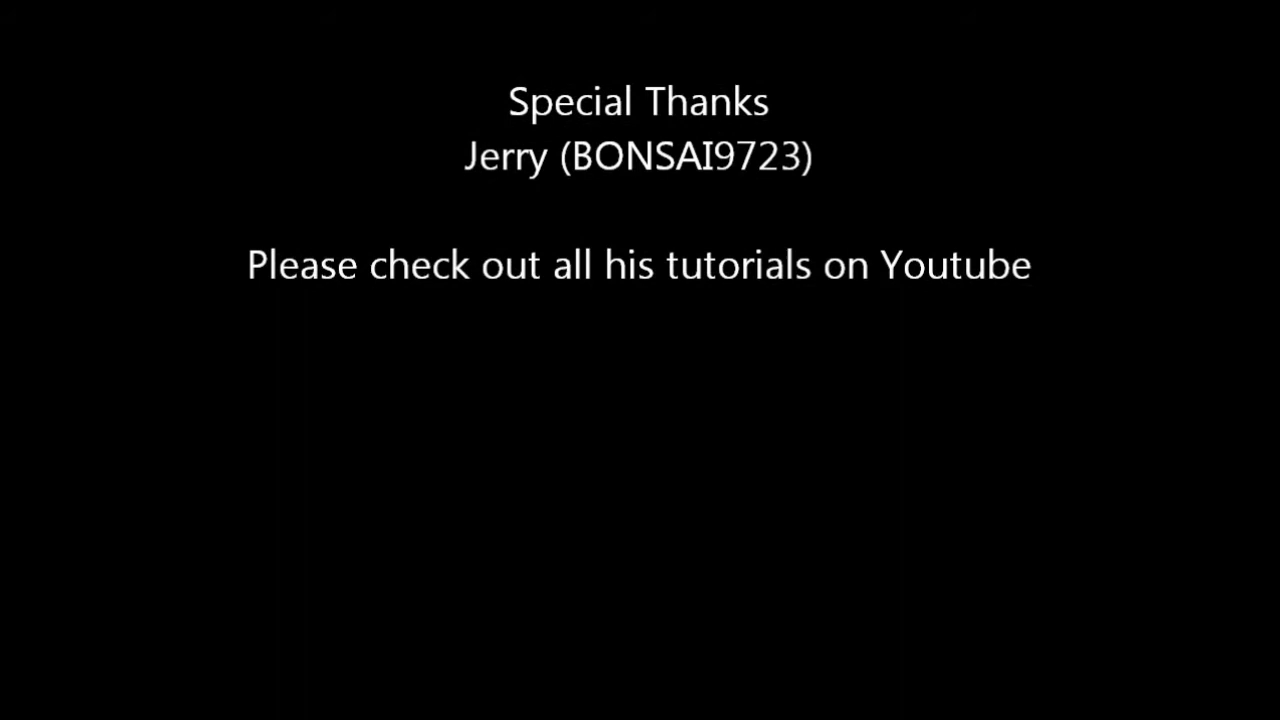 Special Thanks
Jerry (BONSAI9723)
Please check out all his tutorials on Youtube